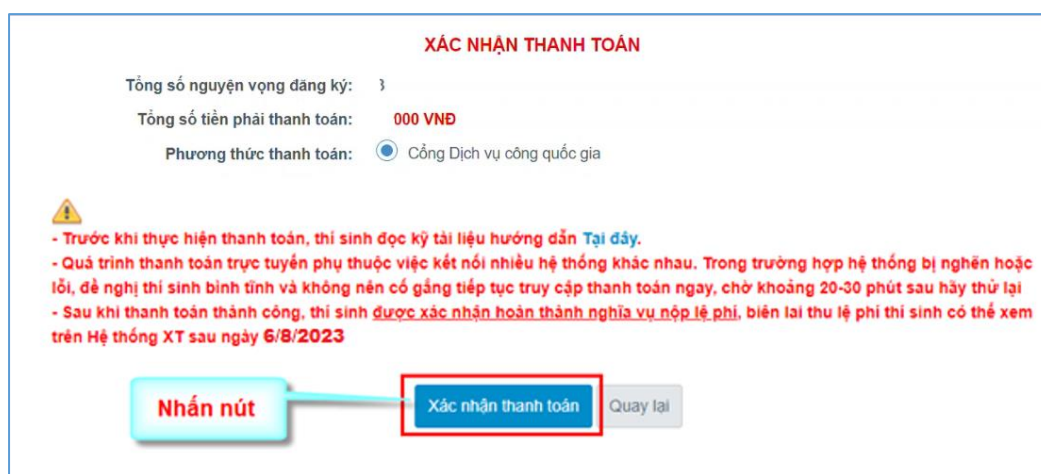 XÁC NHẬN THANH TOÁN
Tổng số nguyện vọng đăng ký:
Tổng số tiền phải thanh toán: 000 VNĐ
Phương thức thanh toán: Cổng Dịch vụ công quốc gia
- Trước khi thực hiện thanh toán, thí sinh đọc kỹ tài liệu hướng dẫn Tại đây.
- Quá trình thanh toán trực tuyến phụ thuộc việc kết nối nhiều hệ thống khác nhau. Trong trường hợp hệ thống bị nghẽn hoặc
lỗi, đề nghị thí sinh bình tĩnh và không nên cố gắng tiếp tục truy cập thanh toán ngay, chờ khoảng 20-30 phút sau hãy thử lại
- Sau khi thanh toán thành công, thí sinh được xác nhận hoàn thành nghĩa vụ nộp lệ phí, biên lai thu lệ phí thí sinh có thể xem
trên Hệ thống XT sau ngày 6/8/2023
Nhấn nút Xác nhận thanh toán Quay lại